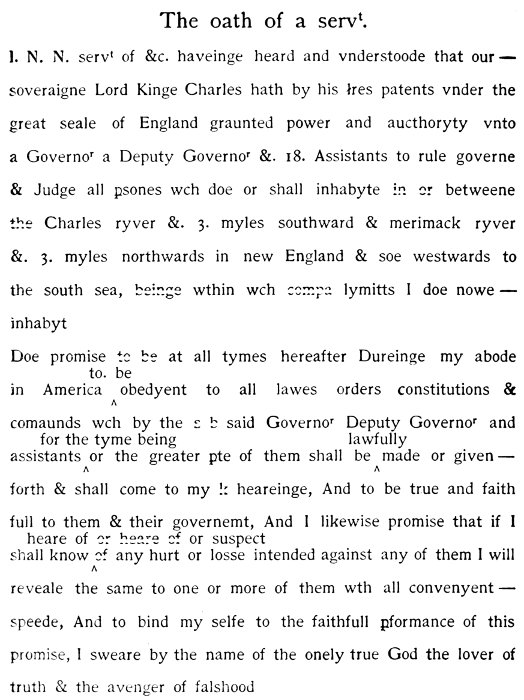 The oath of a servᵗ.
I. N. N. servᵗ of &c. haveinge heard and vnderstoode that our —
soveraigne Lord Kinge Charles hath by his łres patents vnder the
great seale of England graunted power and aucthoryty vnto
a Governoʳ a Deputy Governoʳ &. 18. Assistants to rule governe
& Judge all psones wch doe or shall inhabyte in or betweene
the Charles ryver &. 3. myles southward & merimack ryver
&. 3. myles northwards in new England & soe westwards to
the south sea, beinge wthin wch compa lymitts I doe nowe —
inhabyt
Doe promise to be at all tymes hereafter Dureinge my abode
to. be
in America ‸ obedyent to all lawes orders constitutions &
comaunds wch by the s b said Governoʳ Deputy Governoʳ and
for the tyme being lawfully
assistants ‸ or the greater pte of them shall be ‸ made or given —
forth & shall come to my k heareinge, And to be true and faith
full to them & their governemt, And I likewise promise that if I
heare of or heare of or suspect
shall know ‸ of any hurt or losse intended against any of them I will
reveale the same to one or more of them wth all convenyent —
speede, And to bind my selfe to the faithfull pformance of this
promise, I sweare by the name of the onely true God the lover of
truth & the avenger of falshood